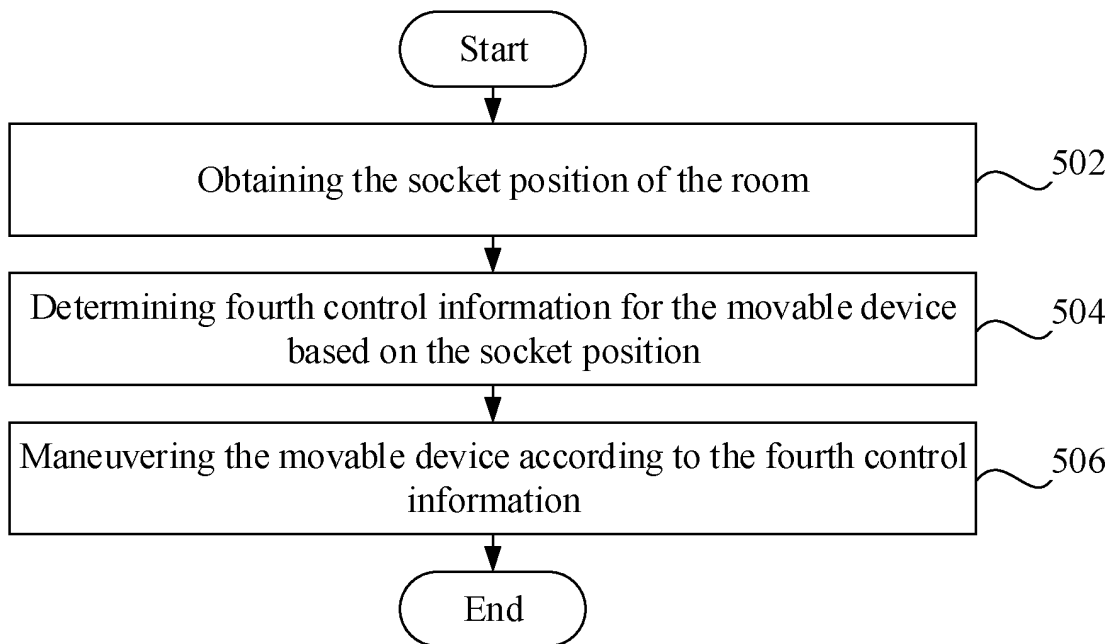 Start
Obtaining the socket position of the room
502
Determining fourth control information for the movable device
based on the socket position
504
Maneuvering the movable device according to the fourth control
information
506
End